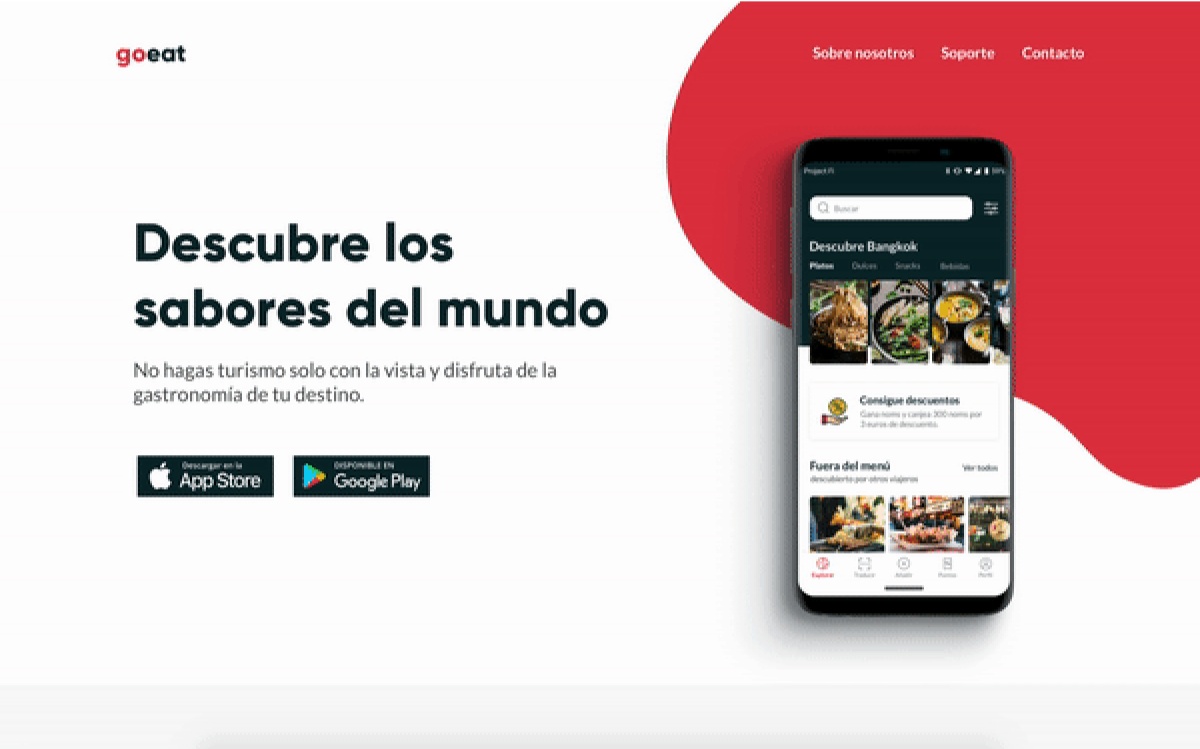 goeat
Sobre nosotros Soporte Contacto
Descubre los
sabores del mundo
No hagas turismo solo con la vista y disfruta de la
gastronomía de tu destino.
Descargar en la
App Store
DISPONIBLE EN
Google Play
Project Fi
Buscar
Descubre Bangkok
Platos Dulces Snacks Bebidas
Consigue descuentos
Gana noms y canjea 300 noms por
3 euros de descuento.
Fuera del menú
Ver todos
descubierto por otros viajeros
Explorar Traducir Añadir Perfil